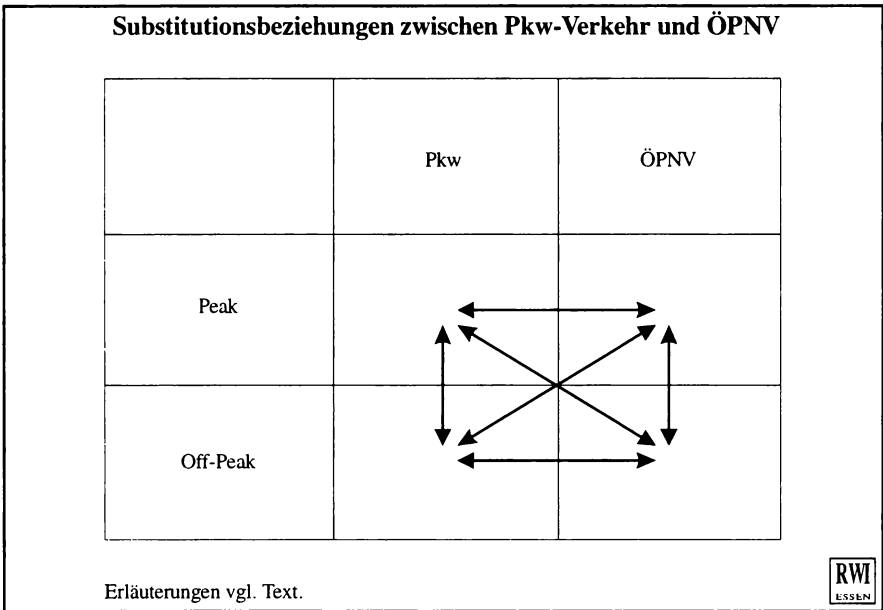 Substitutionsbeziehungen zwischen Pkw-Verkehr und ÖPNV
Pkw ÖPNV
Peak
Off-Peak
Erläuterungen vgl. Text.
RWI
ESSEN